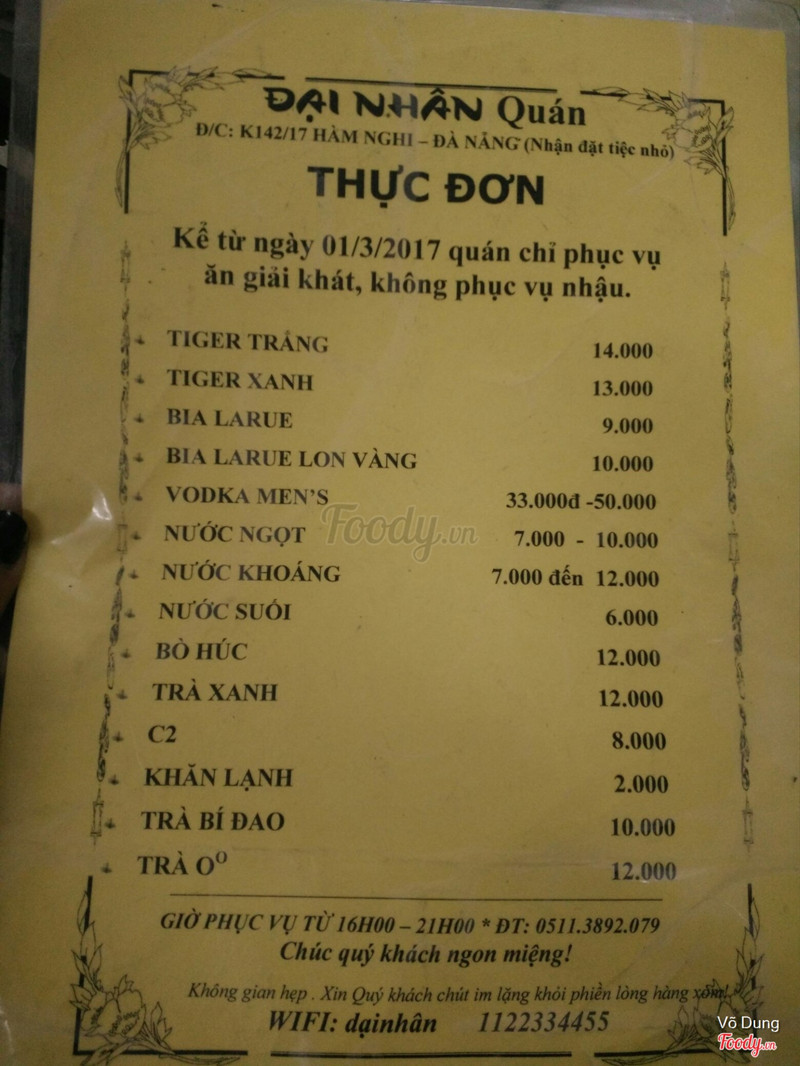 ĐẠI NHÂN Quán
Đ/C: K142/17 HÀM NGHI – ĐÀ NẴNG (Nhận đặt tiệc nhỏ)
THỰC ĐƠN
Kể từ ngày 01/3/2017 quán chỉ phục vụ
ăn giải khát, không phục vụ nhậu.
TIGER TRẮNG 14.000
TIGER XANH 13.000
BIA LARUE 9.000
BIA LARUE LON VÀNG 10.000
VODKA MEN'S 33.000đ -50.000
NƯỚC NGỌT 7.000 - 10.000
NƯỚC KHOÁNG 7.000 đến 12.000
NƯỚC SUỐI 6.000
BÒ HÚC 12.000
TRÀ XANH 12.000
C2 8.000
KHĂN LẠNH 2.000
TRÀ BÍ ĐAO 10.000
TRÀ OO 12.000
GIỜ PHỤC VỤ TỪ 16H00 – 21H00 * ĐT: 0511.3892.079
Chúc quý khách ngon miệng!
Không gian hẹp . Xin Quý khách chút im lặng khỏi phiền lòng hàng xóm!
WIFI: dạinhân 1122334455
Foody.vn
Võ Dung
Foody.vn